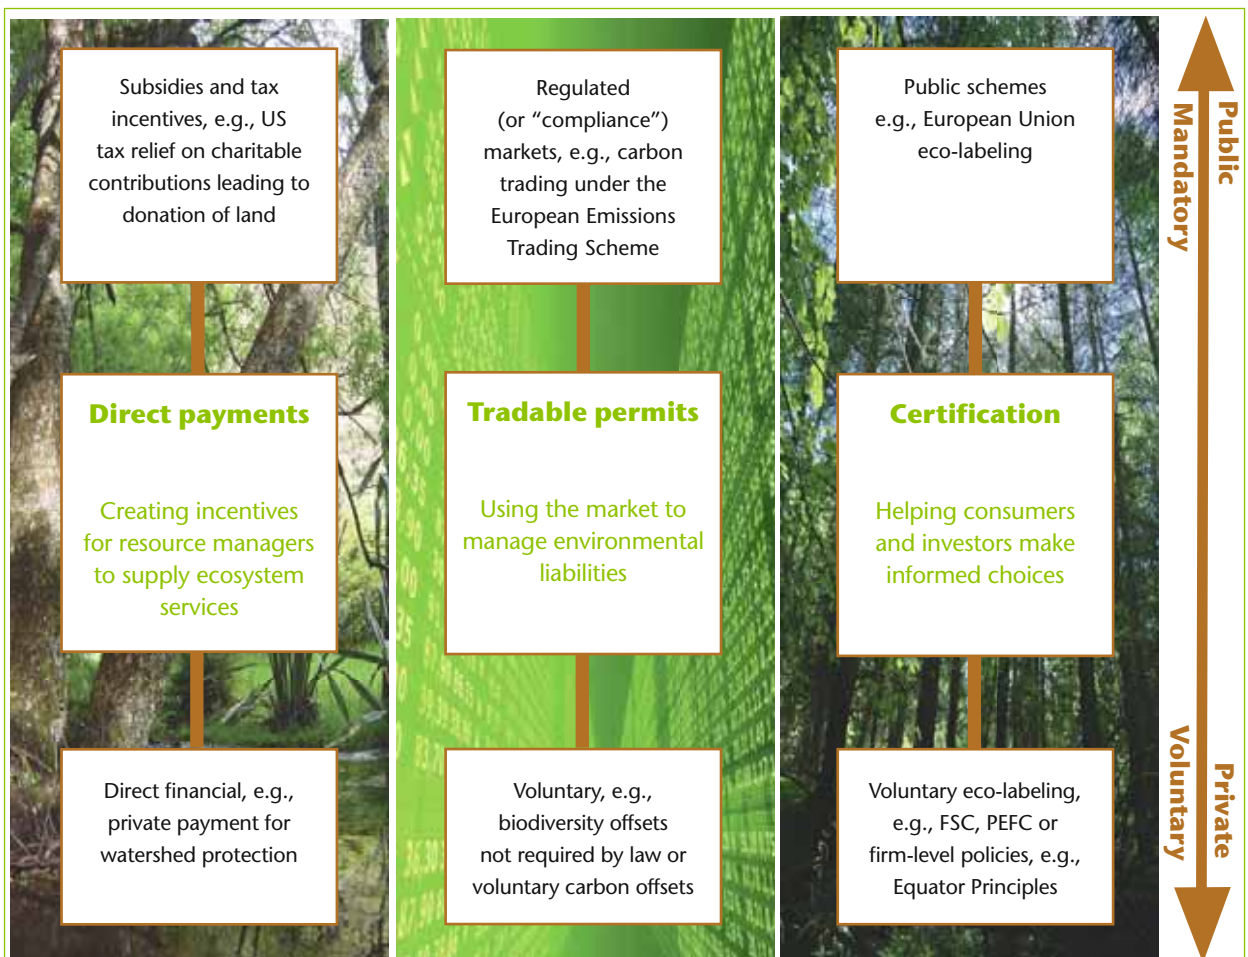 Subsidies and tax
incentives, e.g., US
tax relief on charitable
contributions leading to
donation of land
Regulated
(or “compliance”)
markets, e.g., carbon
trading under the
European Emissions
Trading Scheme
Public schemes
e.g., European Union
eco-labeling
Public
Mandatory
Direct payments
Creating incentives
for resource managers
to supply ecosystem
services
Tradable permits
Using the market to
manage environmental
liabilities
Certification
Helping consumers
and investors make
informed choices
Direct financial, e.g.,
private payment for
watershed protection
Voluntary, e.g.,
biodiversity offsets
not required by law or
voluntary carbon offsets
Voluntary eco-labeling,
e.g., FSC, PEFC or
firm-level policies, e.g.,
Equator Principles
Private
Voluntary